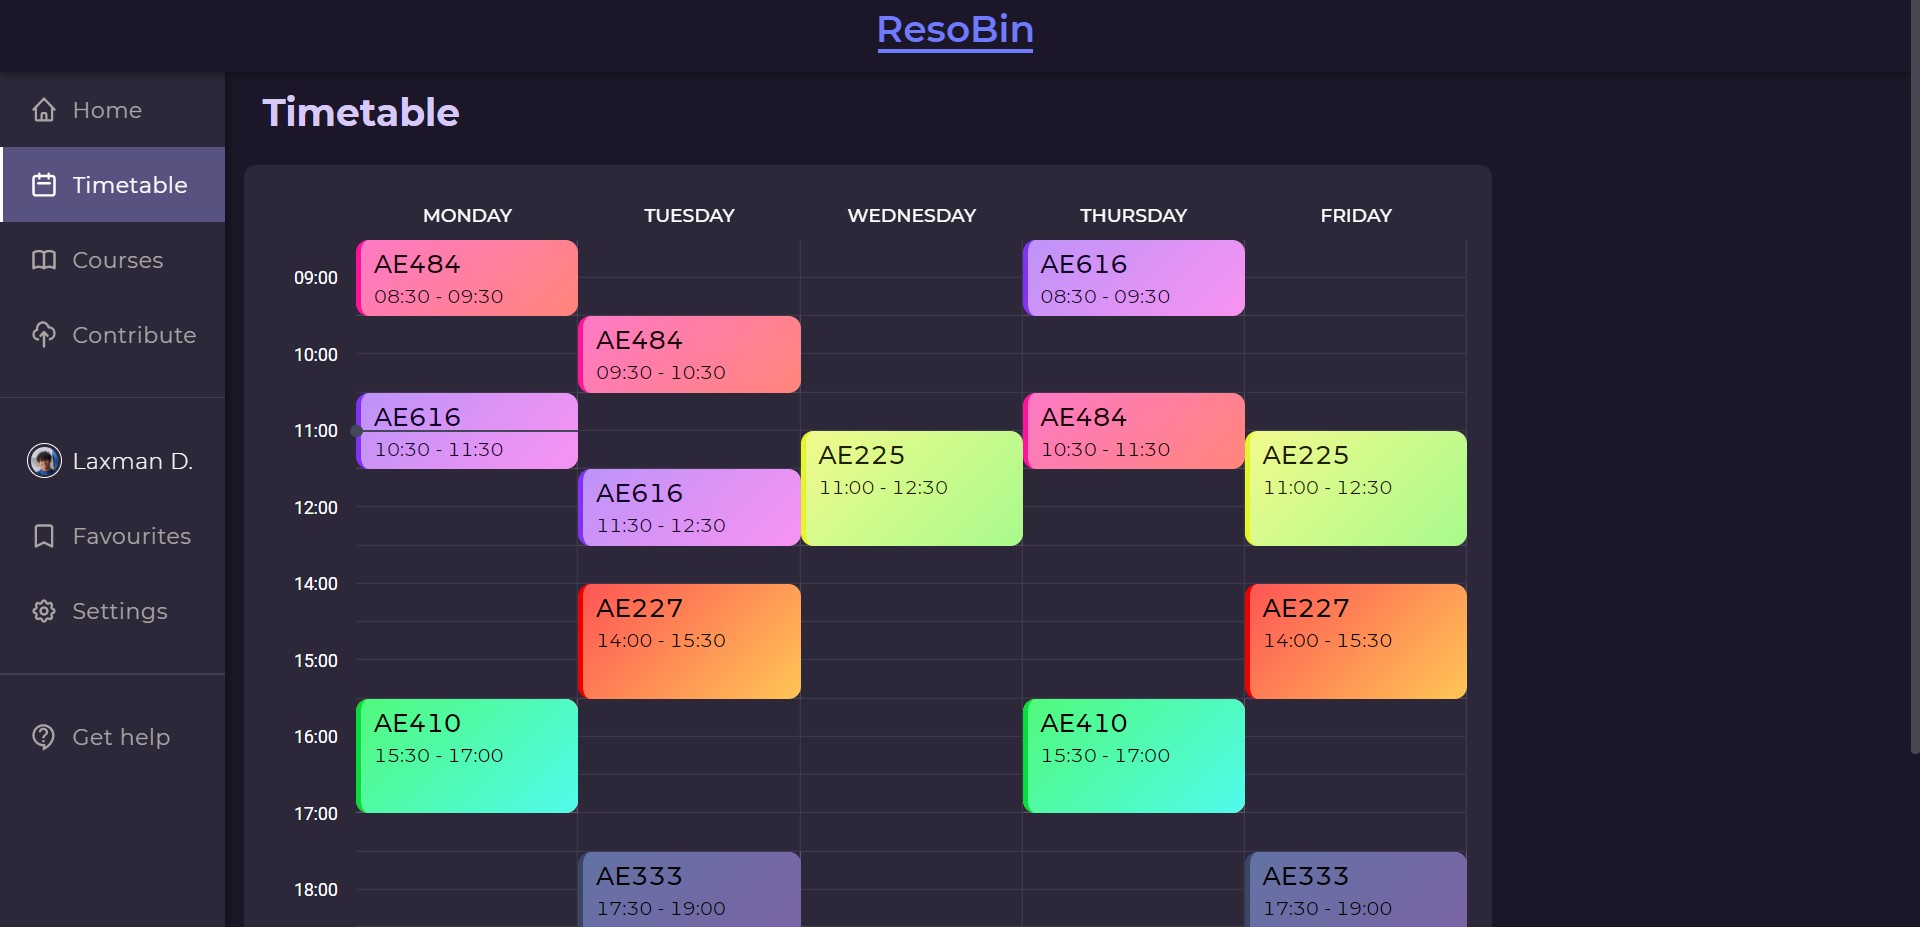 ResoBin
Home
Timetable
Courses
Contribute
Laxman D.
Favourites
Settings
Get help
Timetable
MONDAY TUESDAY WEDNESDAY THURSDAY FRIDAY
AE484 AE616
09:00
08:30 - 09:30 08:30 - 09:30
AE484
10:00
09:30 - 10:30
AE616 AE484
11:00
10:30 - 11:30 10:30 - 11:30
AE225 AE225
11:00 - 12:30 11:00 - 12:30
AE616
12:00
11:30 - 12:30
14:00
AE227 AE227
14:00 - 15:30 14:00 - 15:30
15:00
AE410 AE410
16:00
15:30 - 17:00 15:30 - 17:00
17:00
AE333 AE333
18:00
17:30 - 19:00 17:30 - 19:00